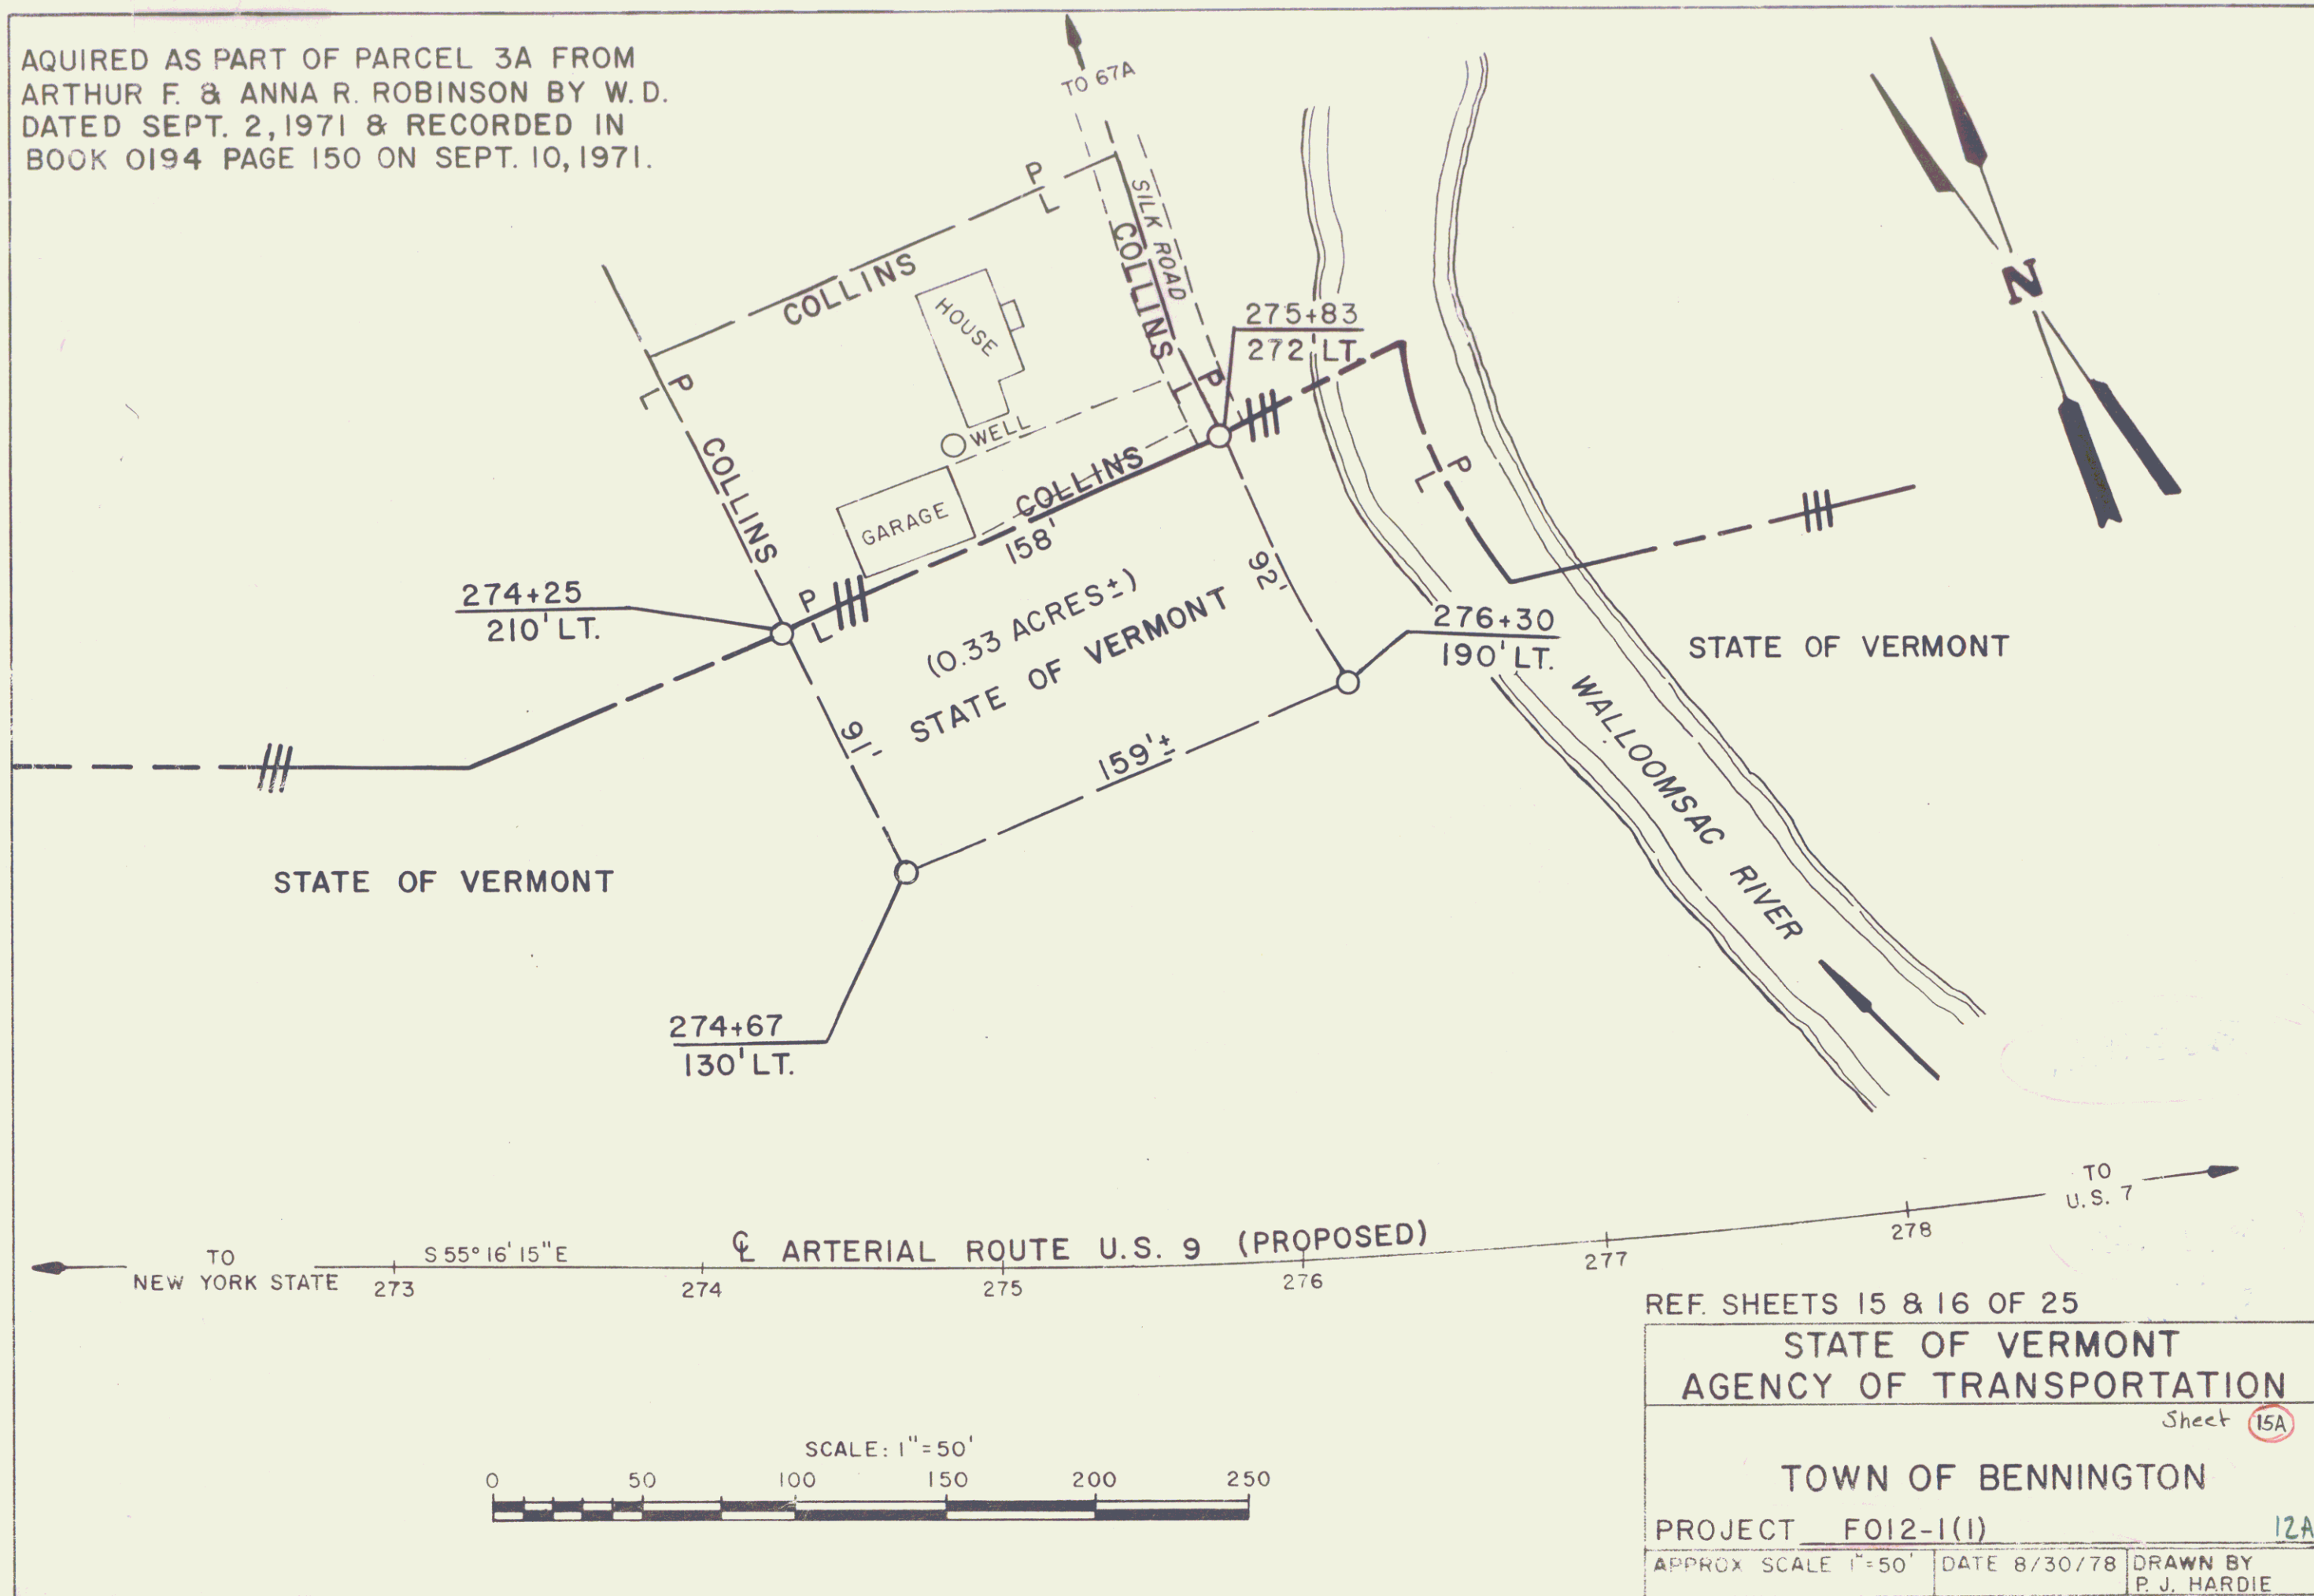 AQUIRED AS PART OF PARCEL 3A FROM
ARTHUR F. & ANNA R. ROBINSON BY W. D.
DATED SEPT. 2, 1971 & RECORDED IN
BOOK 0194 PAGE 150 ON SEPT. 10, 1971.
TO 67A
P
L
SILK ROAD
COLLINS
COLLINS
N
HOUSE
275+83
272' LT.
P
L
P
L
WELL
COLLINS
COLLINS
P
L
GARAGE
158'
92'
274+25
210' LT.
P
L
(0.33 ACRES±)
STATE OF VERMONT
276+30
190' LT.
STATE OF VERMONT
91'
159'±
WALLOOMSAC RIVER
STATE OF VERMONT
274+67
130' LT.
TO
U.S. 7
TO
NEW YORK STATE
S 55° 16' 15" E
℄ ARTERIAL ROUTE U.S. 9 (PROPOSED)
273
274
275
276
277
278
REF. SHEETS 15 & 16 OF 25
STATE OF VERMONT
AGENCY OF TRANSPORTATION
Sheet 15A
TOWN OF BENNINGTON
PROJECT F012-1(1)
12A
APPROX SCALE 1"=50'
DATE 8/30/78
DRAWN BY
P. J. HARDIE
SCALE: 1"=50'
0 50 100 150 200 250